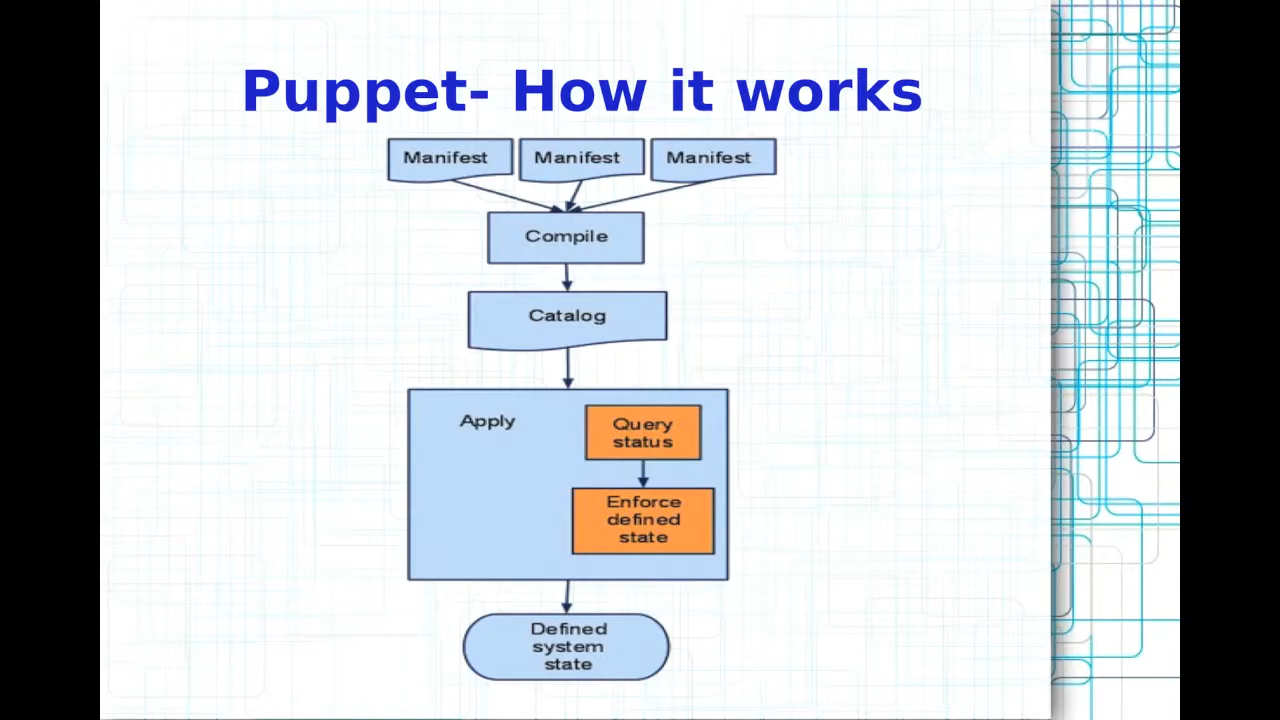 Puppet- How it works
Manifest Manifest Manifest
Compile
Catalog
Apply
Query
status
Enforce
defined
state
Defined
system
state